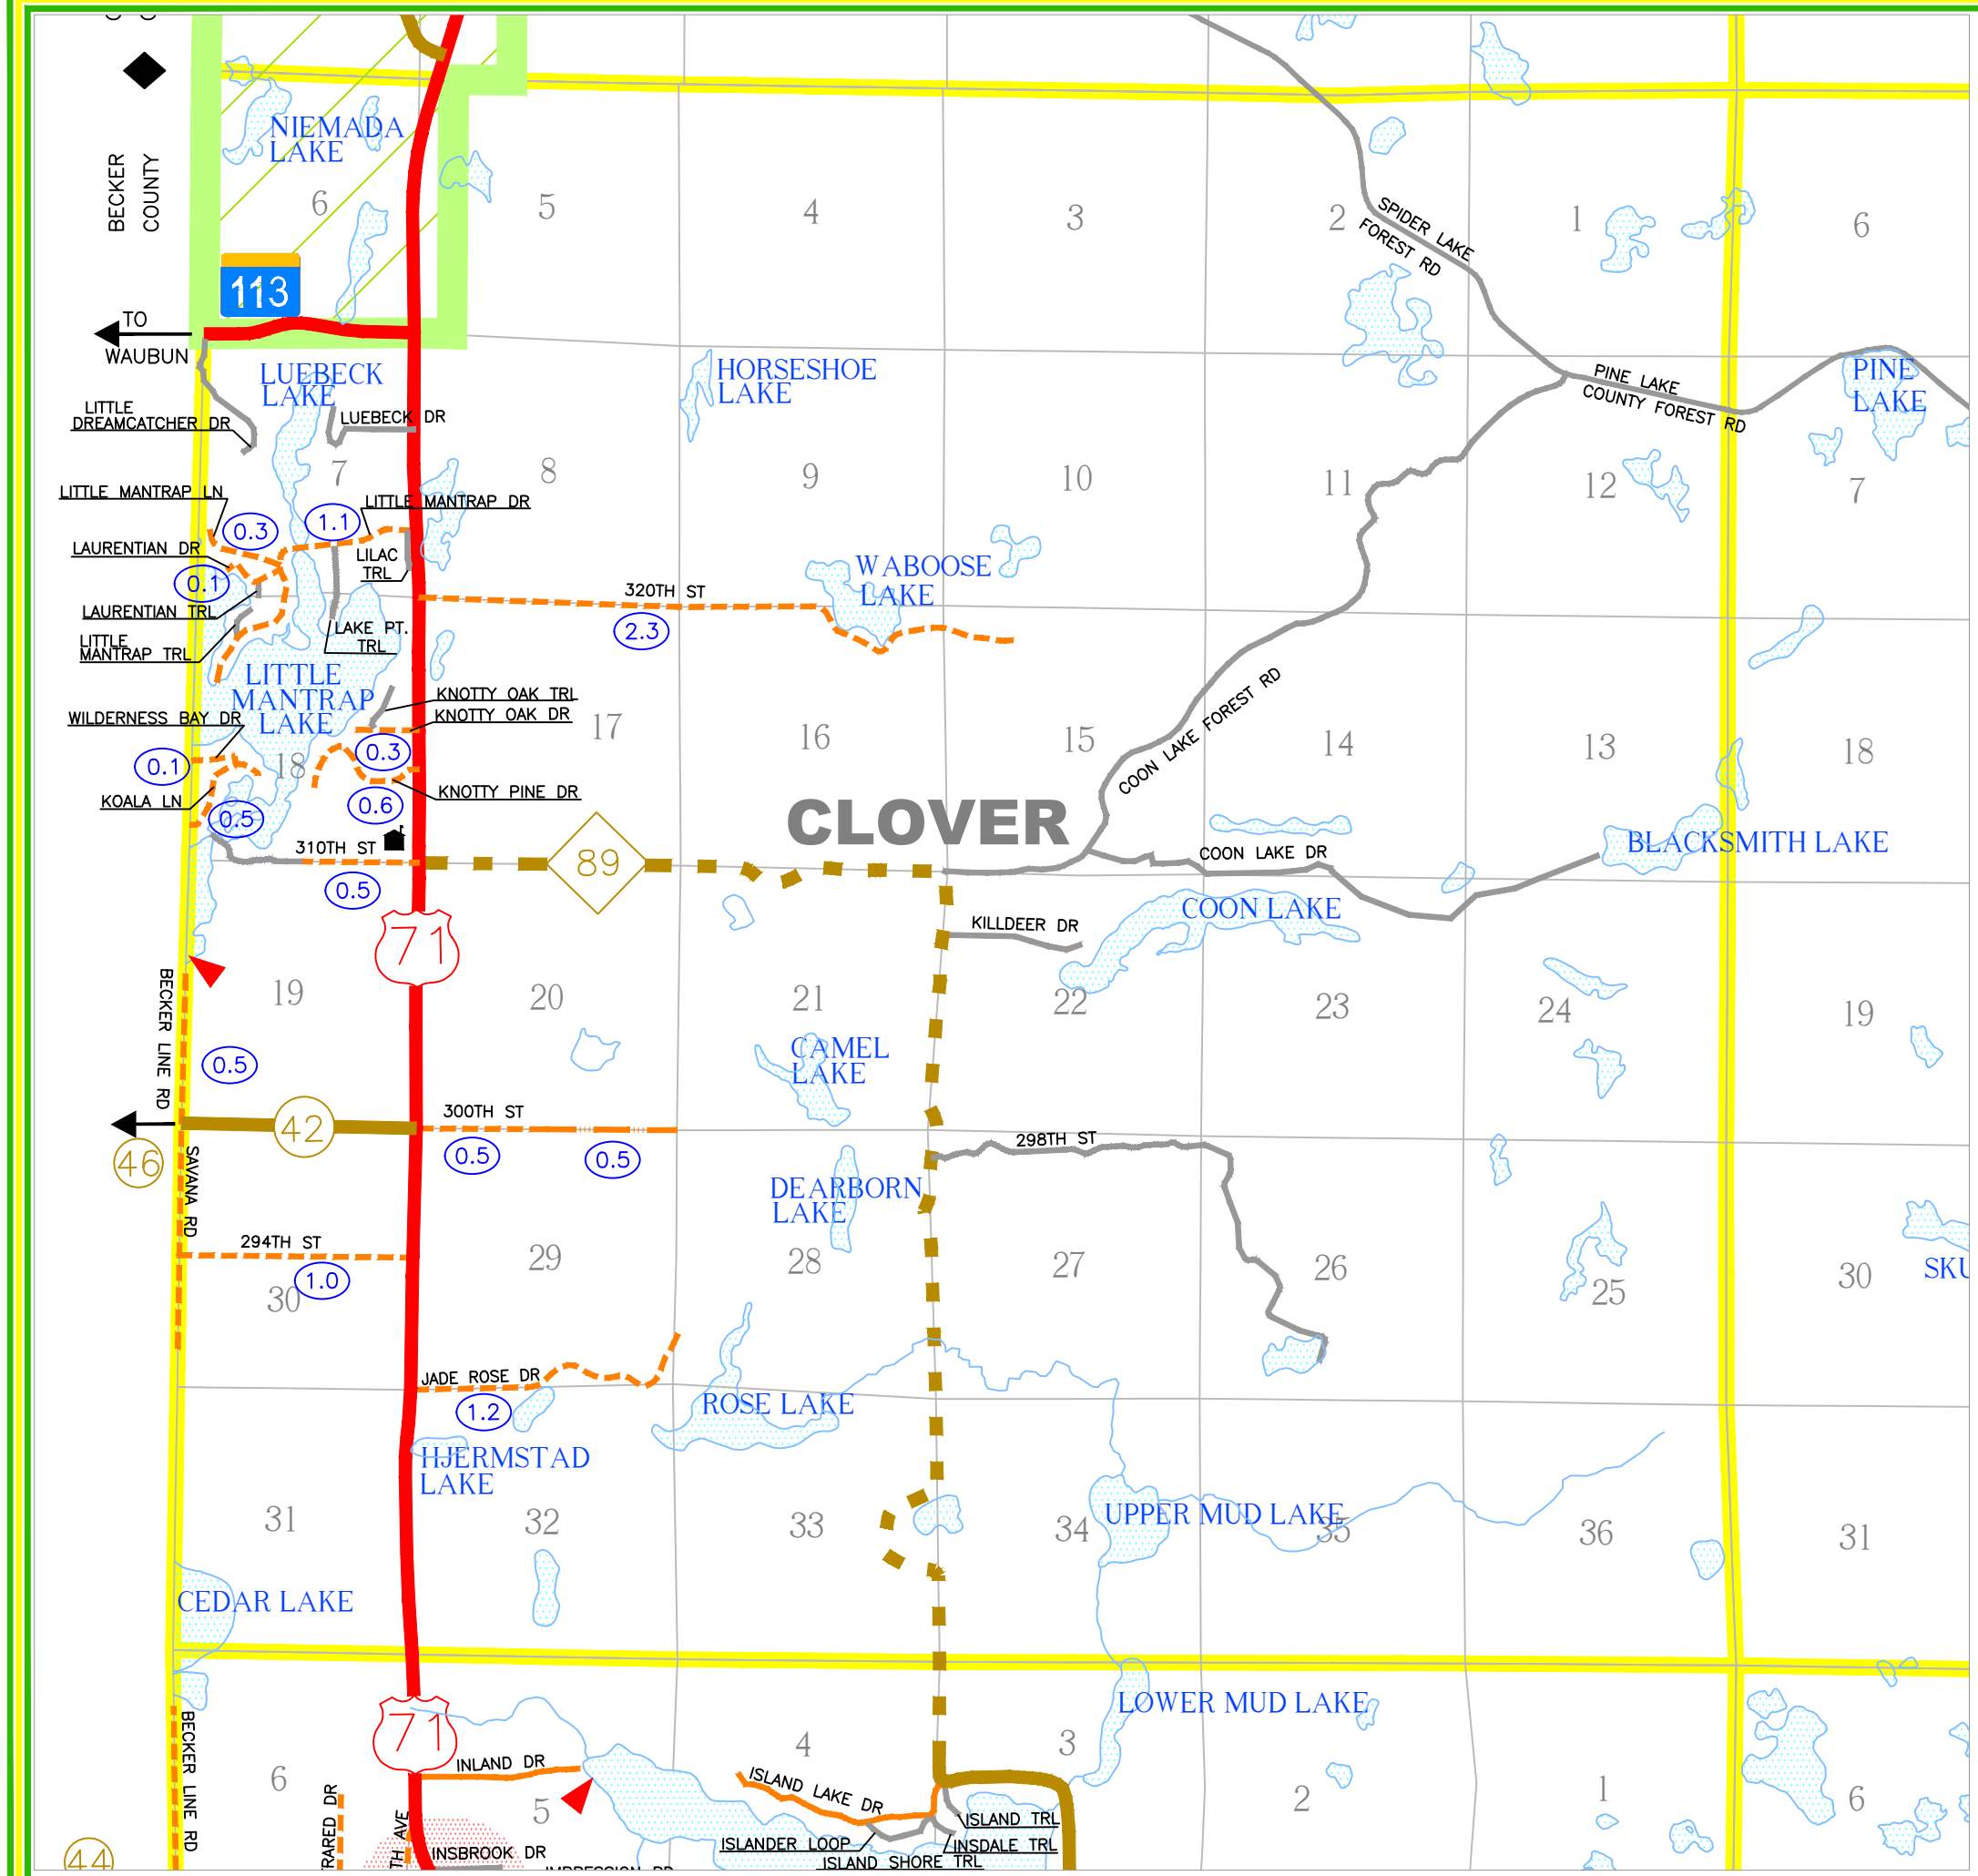 BECKER
COUNTY
NIEMADA
LAKE
6
5
4
3
2
1
6
SPIDER LAKE
FOREST RD
113
TO
WAUBUN
LUEBECK
LAKE
HORSESHOE
LAKE
PINE LAKE
COUNTY FOREST RD
PINE
LAKE
LITTLE
DREAMCATCHER DR
LUEBECK DR
7
8
9
10
11
12
7
LITTLE MANTRAP LN
0.3
1.1
LITTLE MANTRAP DR
LAURENTIAN DR
0.1
LILAC
TRL
LAURENTIAN TRL
LITTLE
MANTRAP TRL
LAKE PT.
TRL
320TH ST
2.3
WABOOSE
LAKE
LITTLE
MANTRAP
LAKE
KNOTTY OAK TRL
KNOTTY OAK DR
WILDERNESS BAY DR
0.3
0.1
18
17
16
15
14
13
18
COON LAKE FOREST RD
KOALA LN
0.5
0.6
KNOTTY PINE DR
CLOVER
310TH ST
0.5
89
COON LAKE DR
BLACKSMITH LAKE
71
KILLDEER DR
COON LAKE
BECKER LINE RD
19
20
21
22
23
24
19
0.5
CAMEL
LAKE
42
46
300TH ST
0.5
0.5
298TH ST
SAVANA RD
DEARBORN
LAKE
294TH ST
1.0
30
29
28
27
26
25
30
SKU
JADE ROSE DR
1.2
ROSE LAKE
HJERMSTAD
LAKE
31
32
33
34
UPPER MUD LAKE
35
36
31
CEDAR LAKE
71
LOWER MUD LAKE
BECKER LINE RD
6
INLAND DR
5
4
3
2
1
6
ISLAND LAKE DR
ISLAND TRL
ISLANDER LOOP
INSDALE TRL
ISLAND SHORE TRL
RARED DR
TH AVE
INSBROOK DR
44